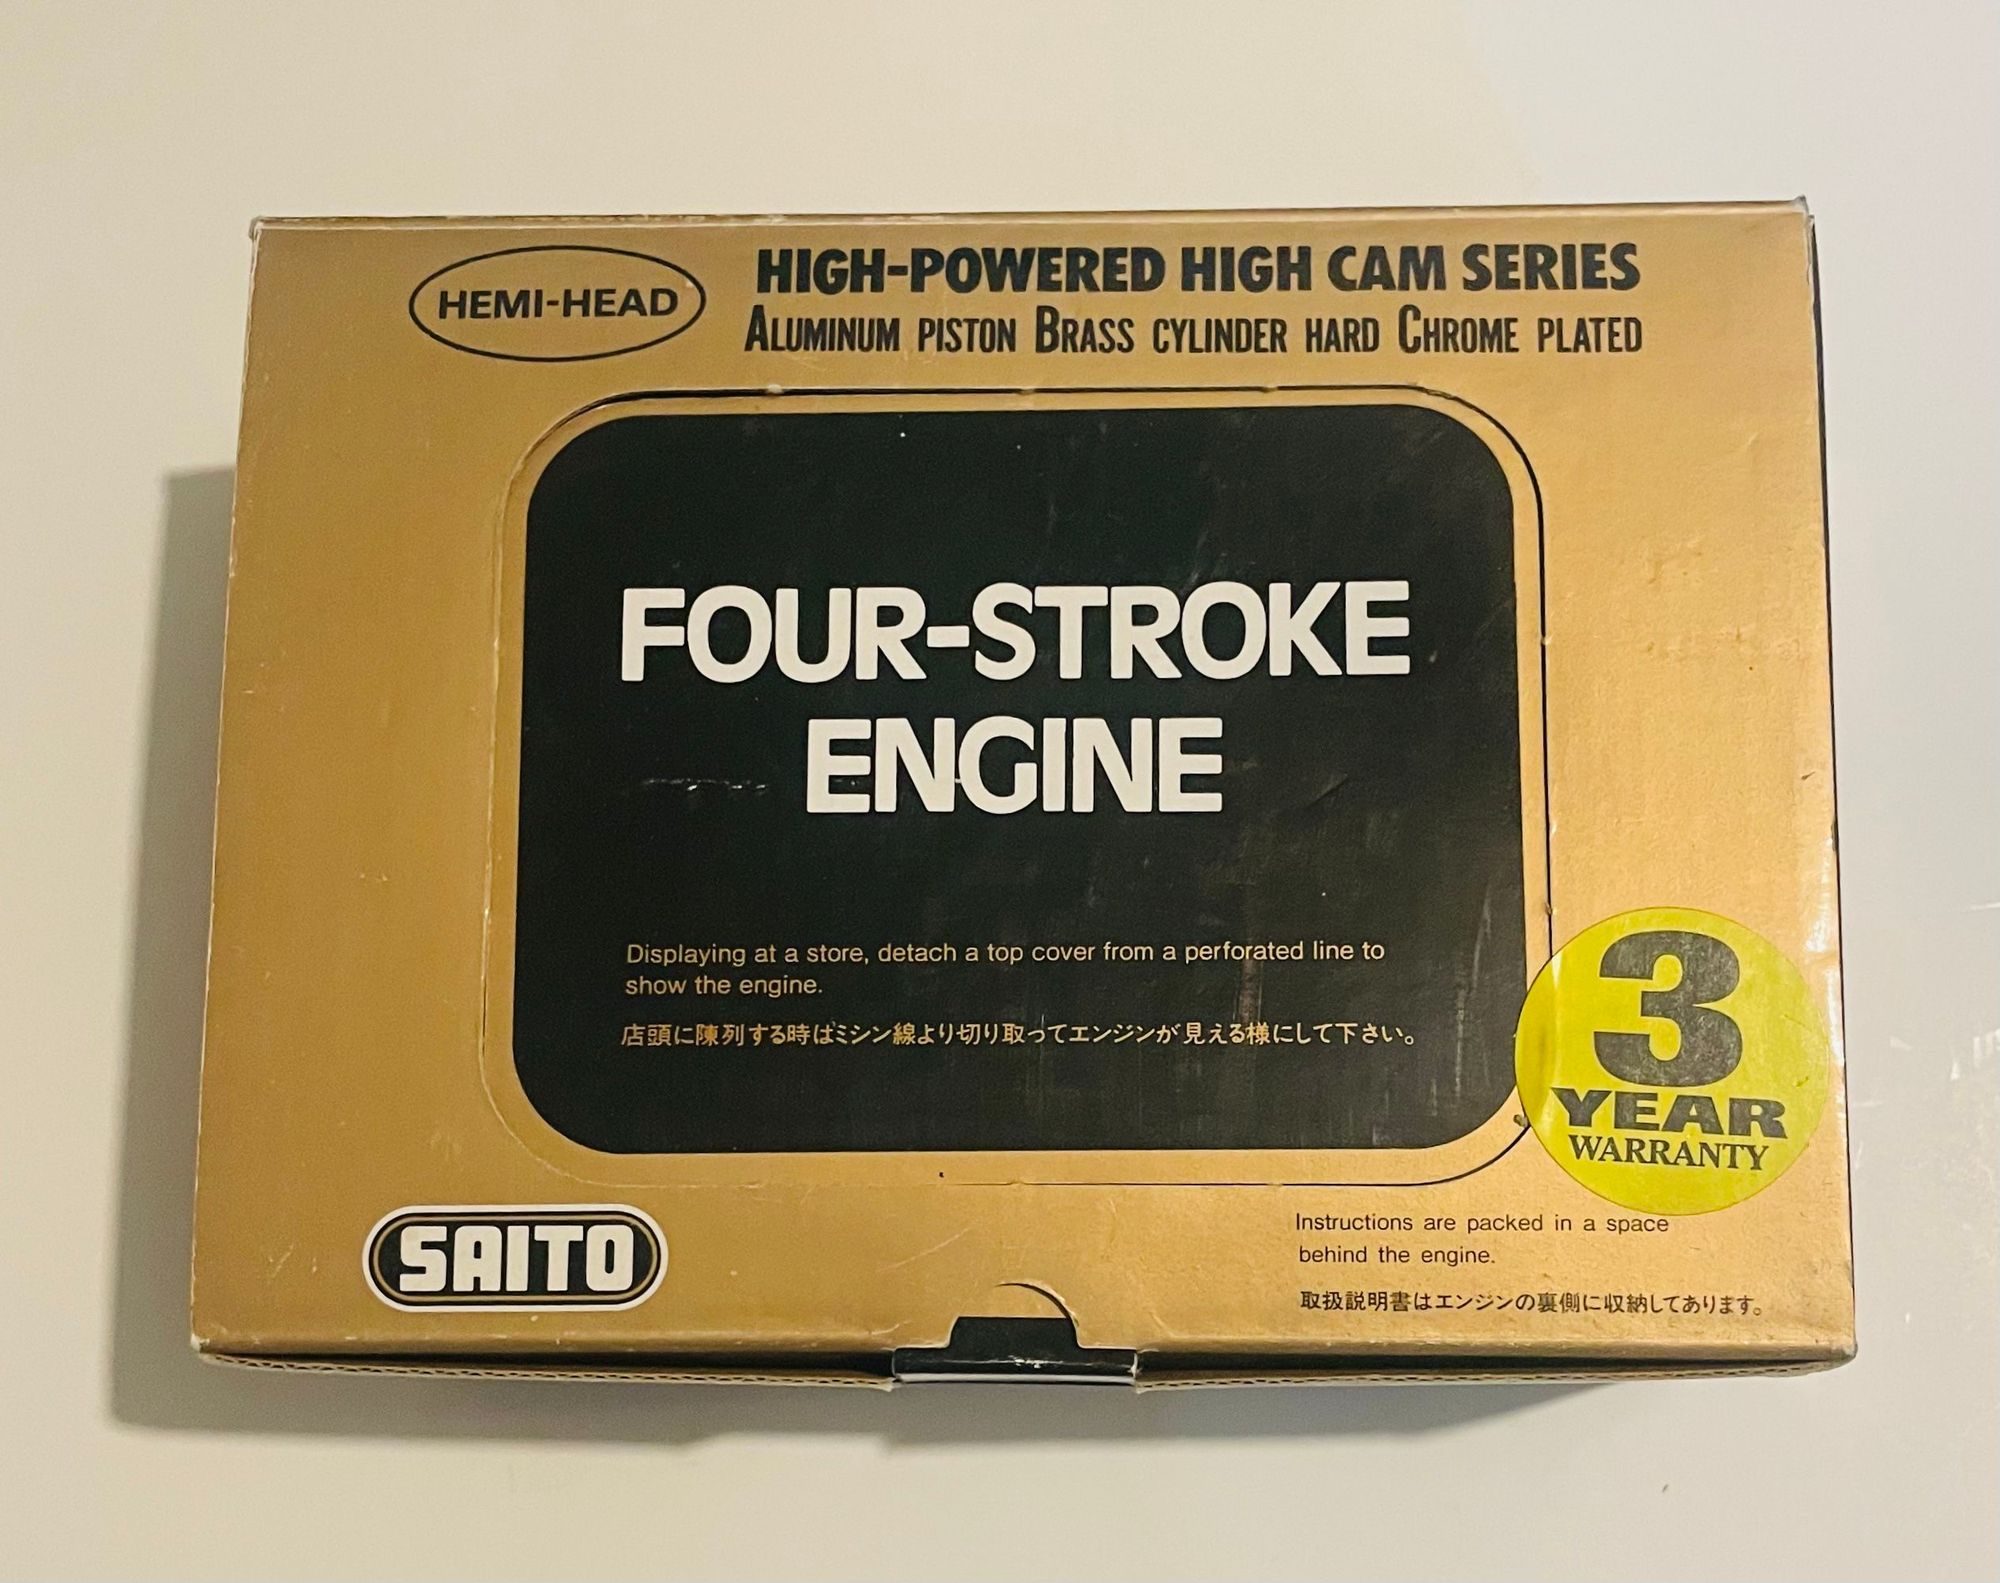 HEMI-HEAD
HIGH-POWERED HIGH CAM SERIES
ALUMINUM PISTON BRASS CYLINDER HARD CHROME PLATED
FOUR-STROKE
ENGINE
Displaying at a store, detach a top cover from a perforated line to
show the engine.
店頭に陳列する時はミシン線より切り取ってエンジンが見える様にして下さい。
3
YEAR
WARRANTY
SAITO
Instructions are packed in a space
behind the engine.
取扱説明書はエンジンの裏側に収納してあります。